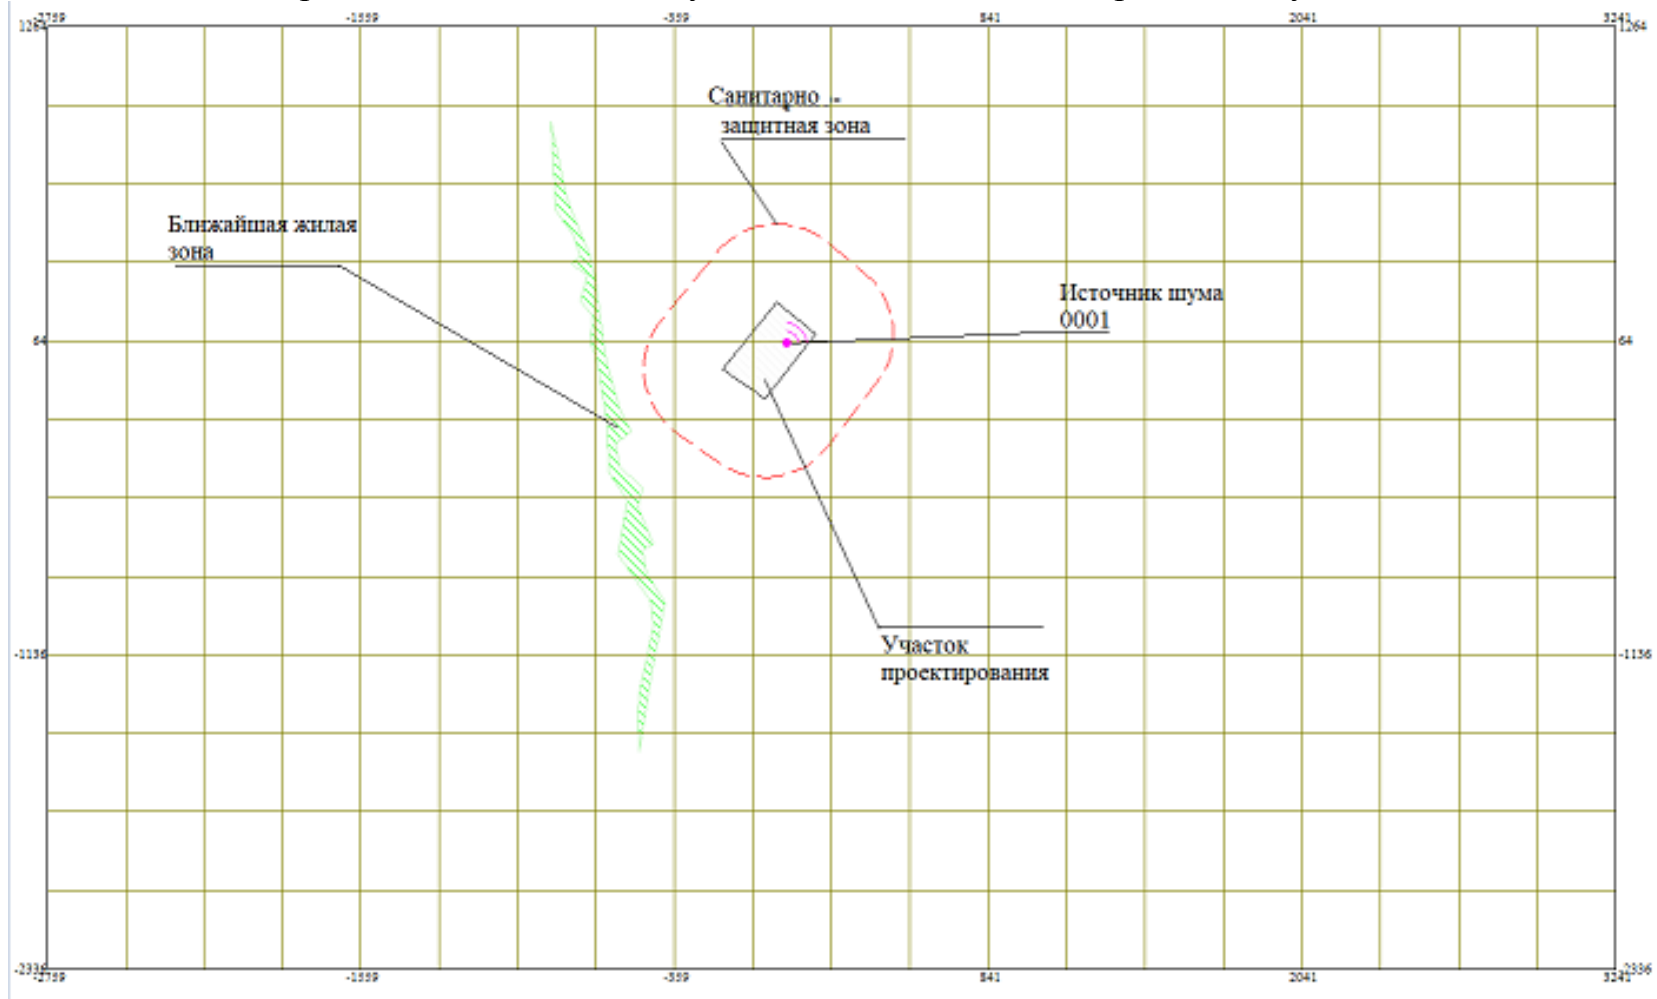 -2759 -1559 -359 841 2041 3241
1264 1264
Санитарно -
защитная зона
Ближайшая жилая
зона
Источник шума
0001
64 64
-1136 -1136
Участок
проектирования
-2336 -2336
-2759 -1559 -359 841 2041 3241